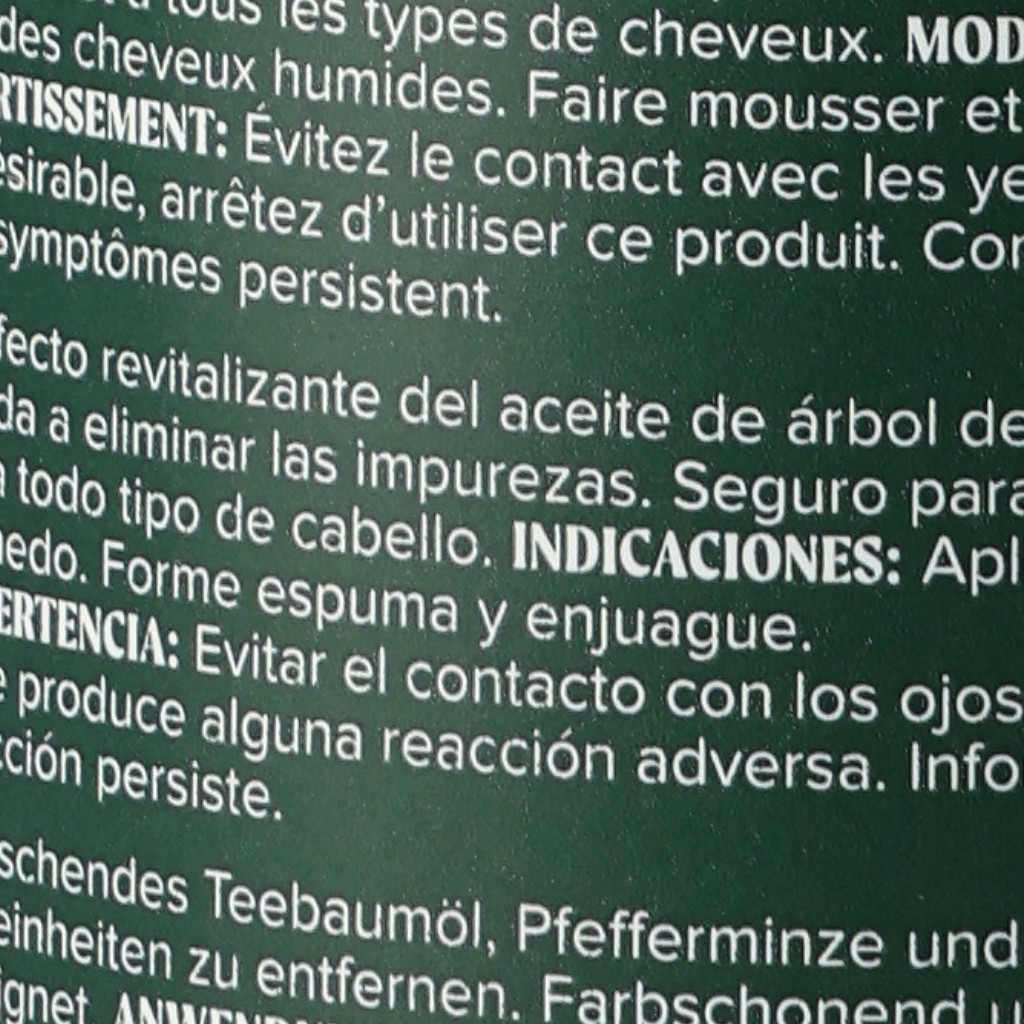 tous les types de cheveux. MOD
des cheveux humides. Faire mousser et
RTISSEMENT: Évitez le contact avec les ye
ésirable, arrêtez d’utiliser ce produit. Con
symptômes persistent.
fecto revitalizante del aceite de árbol de
da a eliminar las impurezas. Seguro para
todo tipo de cabello. INDICACIONES: Apl
edo. Forme espuma y enjuague.
ERTENCIA: Evitar el contacto con los ojos
e produce alguna reacción adversa. Info
cción persiste.
schendes Teebaumöl, Pfefferminze und
einheiten zu entfernen. Farbschonend u
ignet.